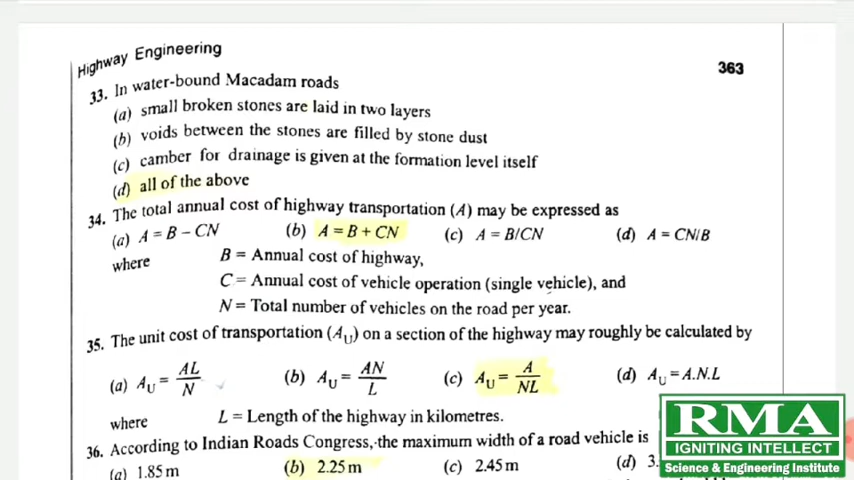 Highway Engineering
363
33. In water-bound Macadam roads
(a) small broken stones are laid in two layers
(b) voids between the stones are filled by stone dust
(c) camber for drainage is given at the formation level itself
(d) all of the above
34. The total annual cost of highway transportation (A) may be expressed as
(a) A = B – CN (b) A = B + CN (c) A = B/CN (d) A = CN/B
where B = Annual cost of highway,
C = Annual cost of vehicle operation (single vehicle), and
N = Total number of vehicles on the road per year.
35. The unit cost of transportation (A_U) on a section of the highway may roughly be calculated by
(a) A_U = AL/N (b) A_U = AN/L (c) A_U = A/NL (d) A_U = A.N.L
where L = Length of the highway in kilometres.
36. According to Indian Roads Congress, the maximum width of a road vehicle is
(a) 1.85 m (b) 2.25 m (c) 2.45 m (d) 3.
RMA
IGNITING INTELLECT
Science & Engineering Institute